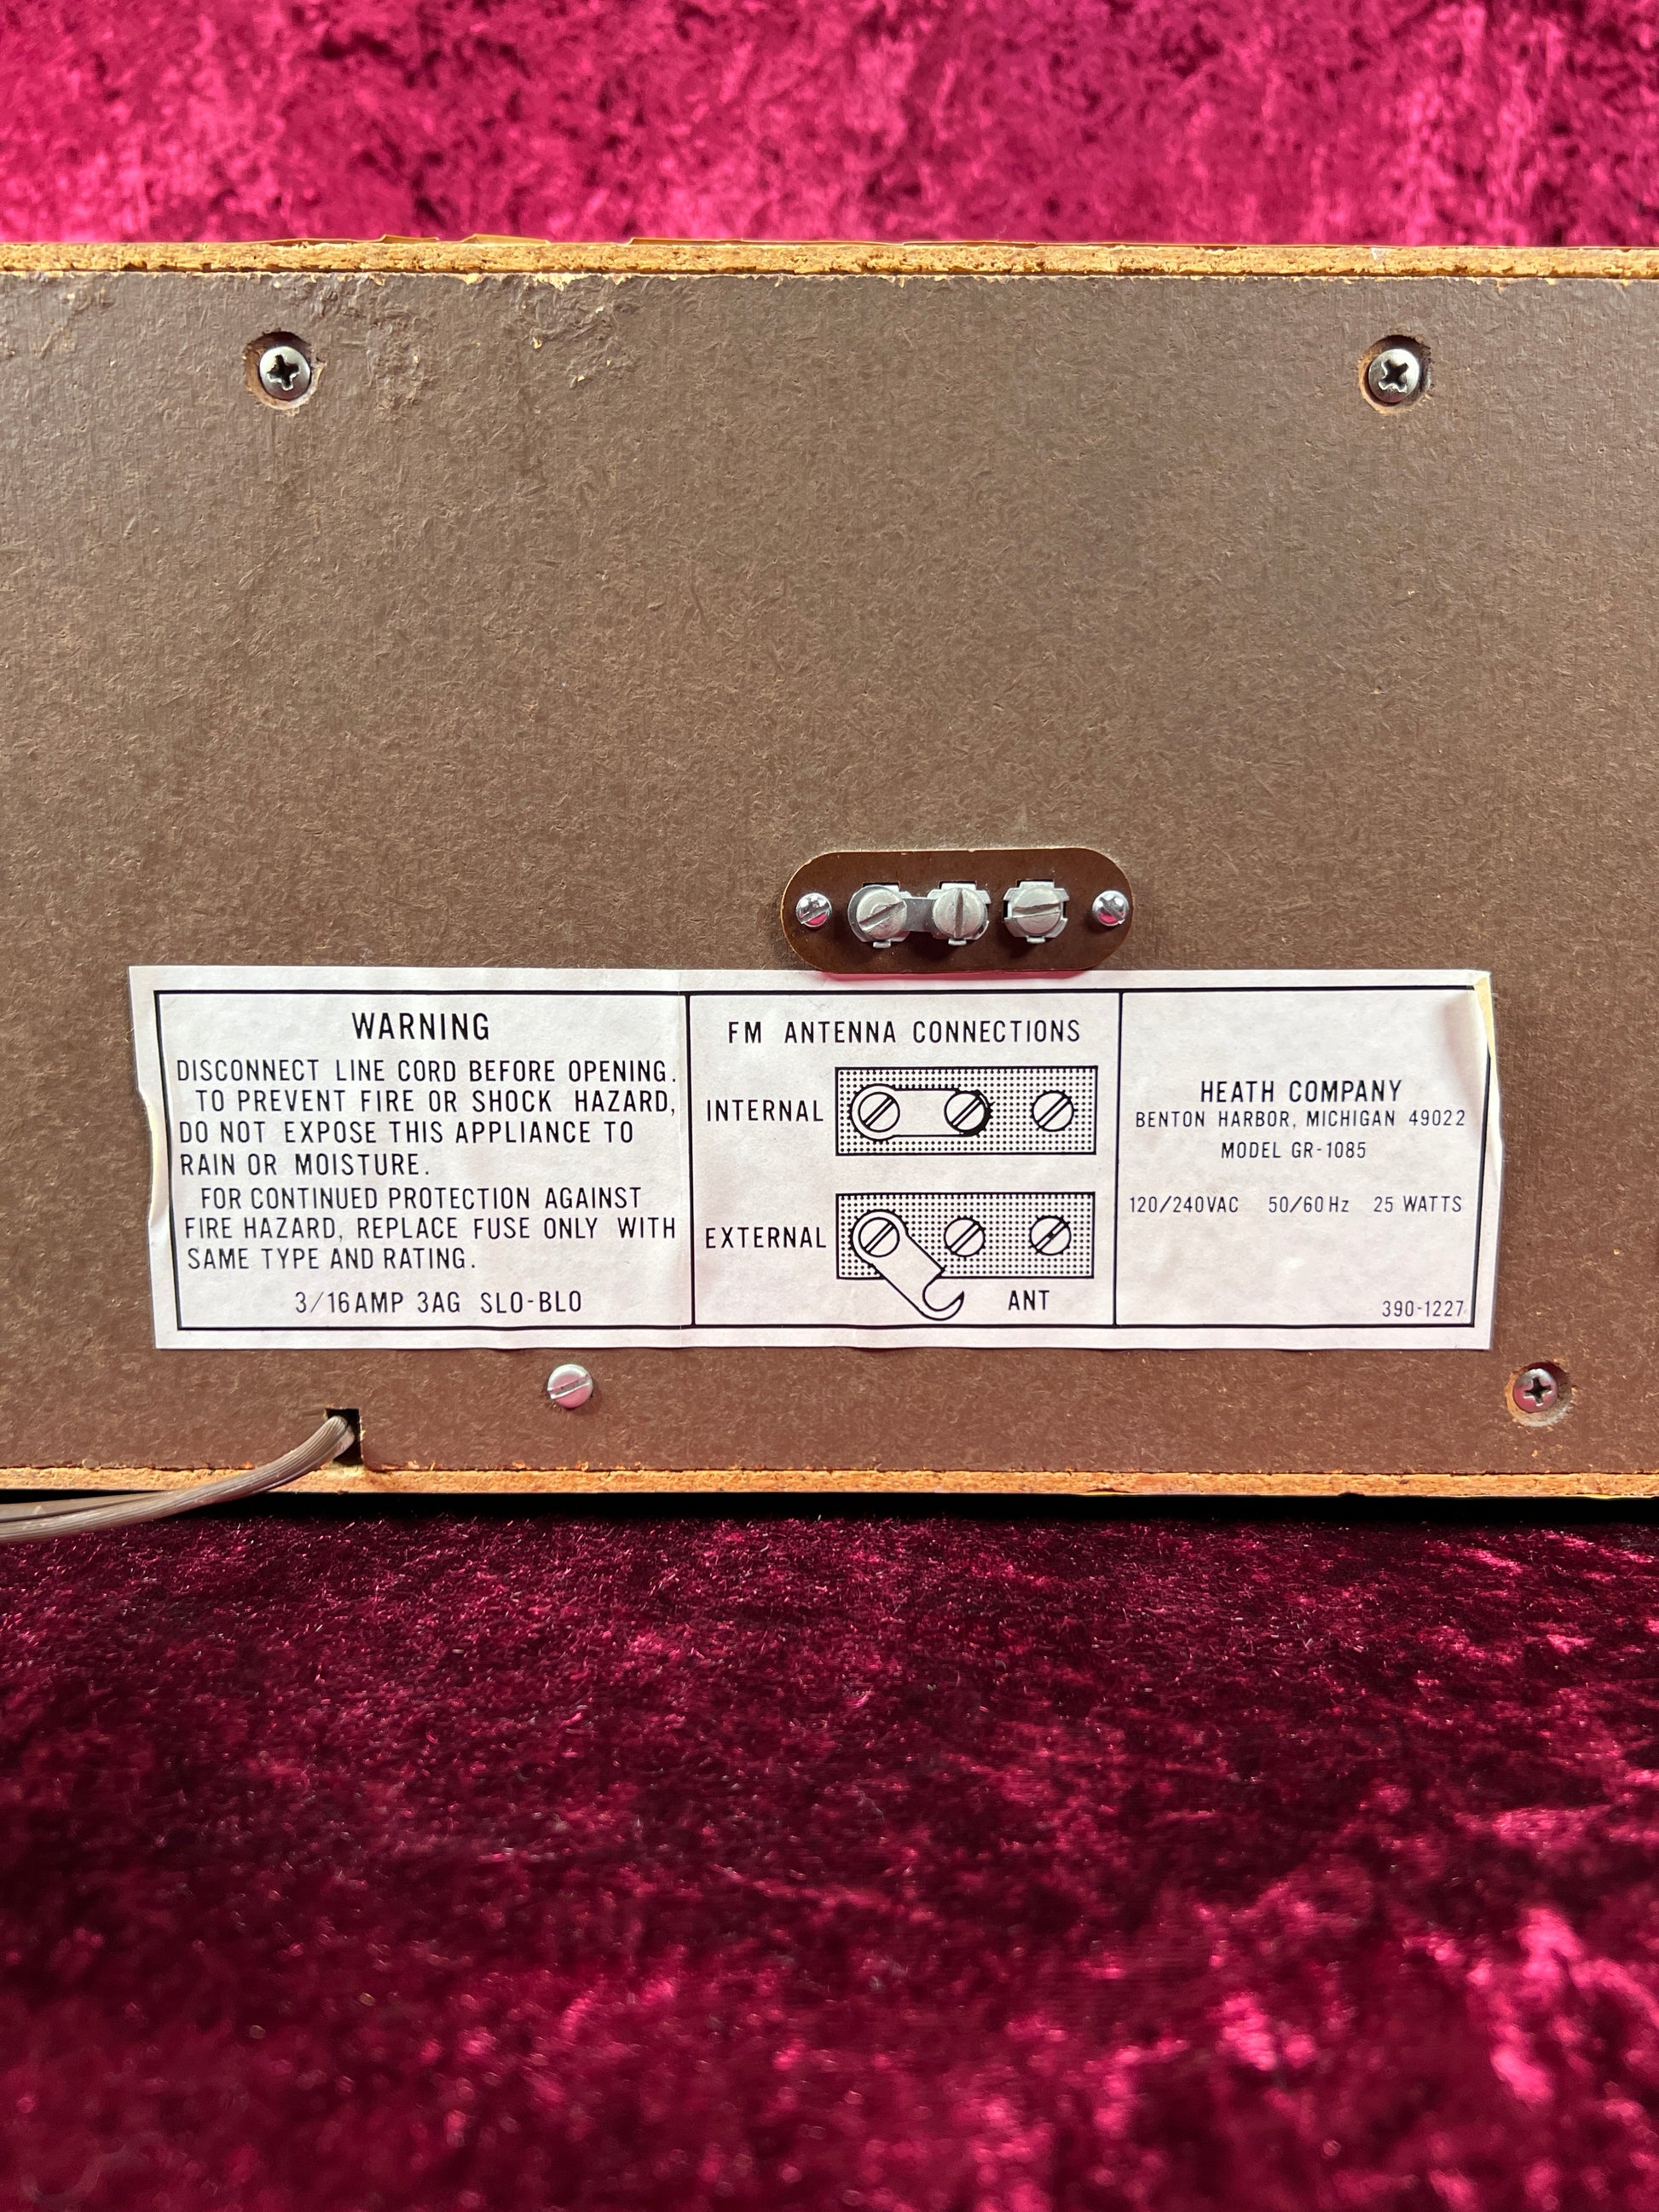 WARNING
DISCONNECT LINE CORD BEFORE OPENING.
TO PREVENT FIRE OR SHOCK HAZARD,
DO NOT EXPOSE THIS APPLIANCE TO
RAIN OR MOISTURE.
FOR CONTINUED PROTECTION AGAINST
FIRE HAZARD, REPLACE FUSE ONLY WITH
SAME TYPE AND RATING.
3/16AMP 3AG SLO-BLO
FM ANTENNA CONNECTIONS
INTERNAL
EXTERNAL
ANT
HEATH COMPANY
BENTON HARBOR, MICHIGAN 49022
MODEL GR-1085
120/240VAC 50/60Hz 25 WATTS
390-1227